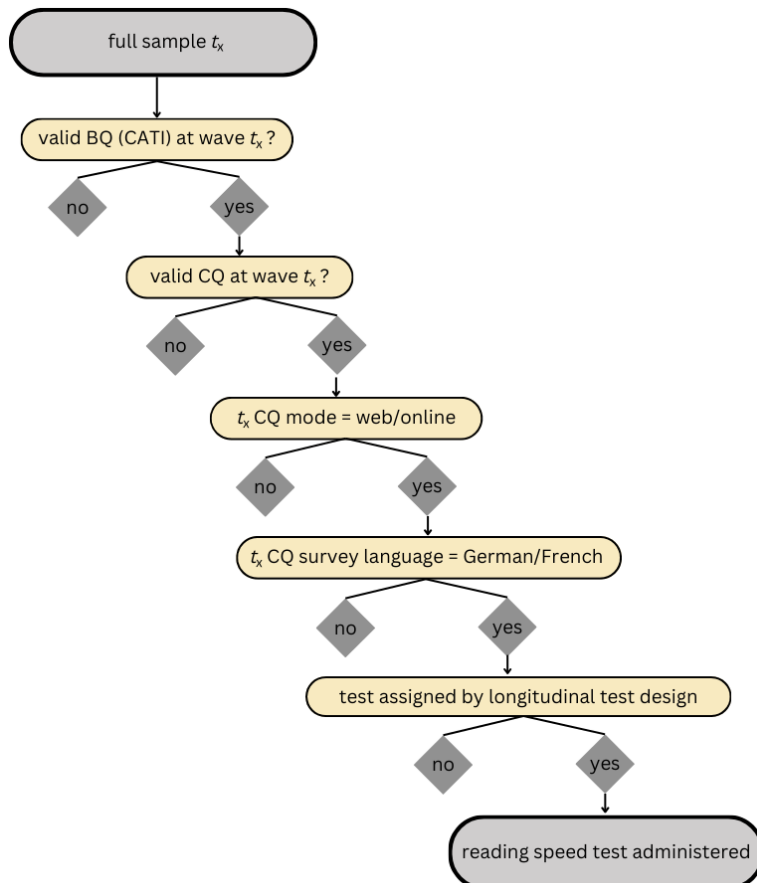 full sample tₓ
valid BQ (CATI) at wave tₓ ?
no
yes
valid CQ at wave tₓ ?
no
yes
tₓ CQ mode = web/online
no
yes
tₓ CQ survey language = German/French
no
yes
test assigned by longitudinal test design
no
yes
reading speed test administered